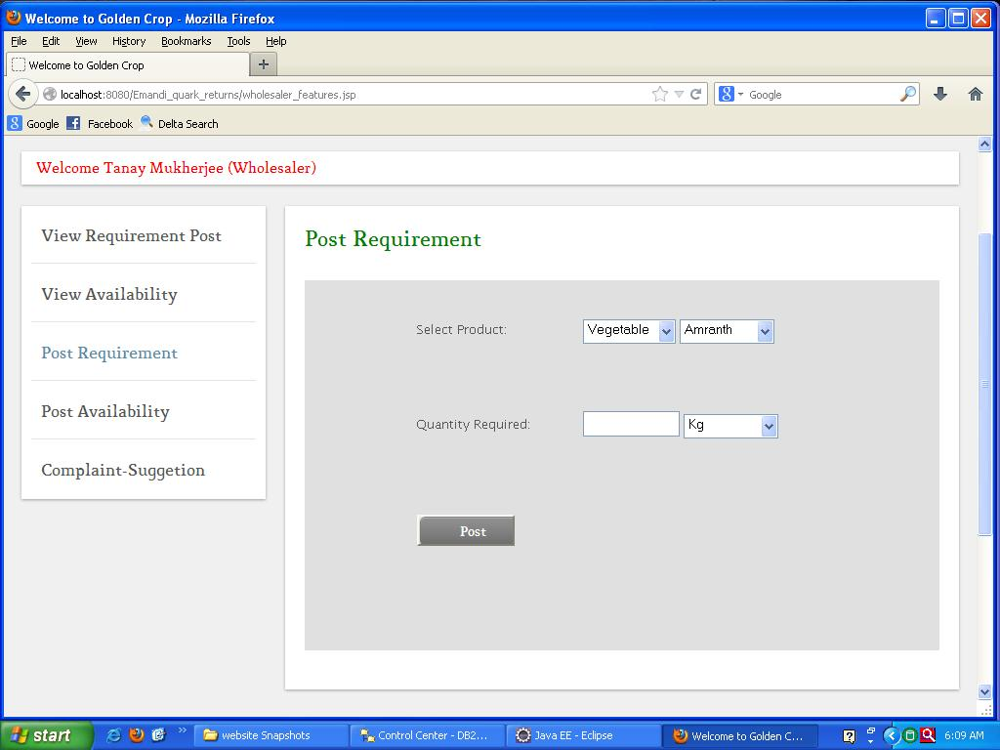 Welcome to Golden Crop - Mozilla Firefox
File Edit View History Bookmarks Tools Help
Welcome to Golden Crop
localhost:8080/Emandi_quark_returns/wholesaler_features.jsp
Google
Google Facebook Delta Search
Welcome Tanay Mukherjee (Wholesaler)
View Requirement Post
View Availability
Post Requirement
Post Availability
Complaint-Suggetion
Post Requirement
Select Product: Vegetable Amranth
Quantity Required: Kg
Post
start website Snapshots Control Center - DB2... Java EE - Eclipse Welcome to Golden C... 6:09 AM